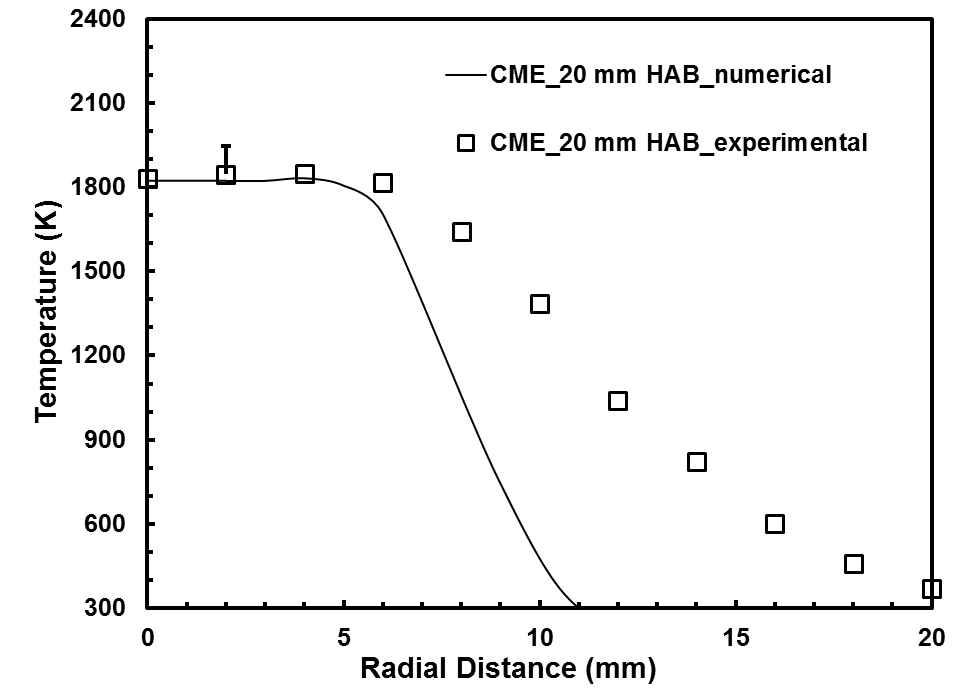 2400
2100
1800
1500
1200
900
600
300
Temperature (K)
CME_20 mm HAB_numerical
CME_20 mm HAB_experimental
0 5 10 15 20
Radial Distance (mm)